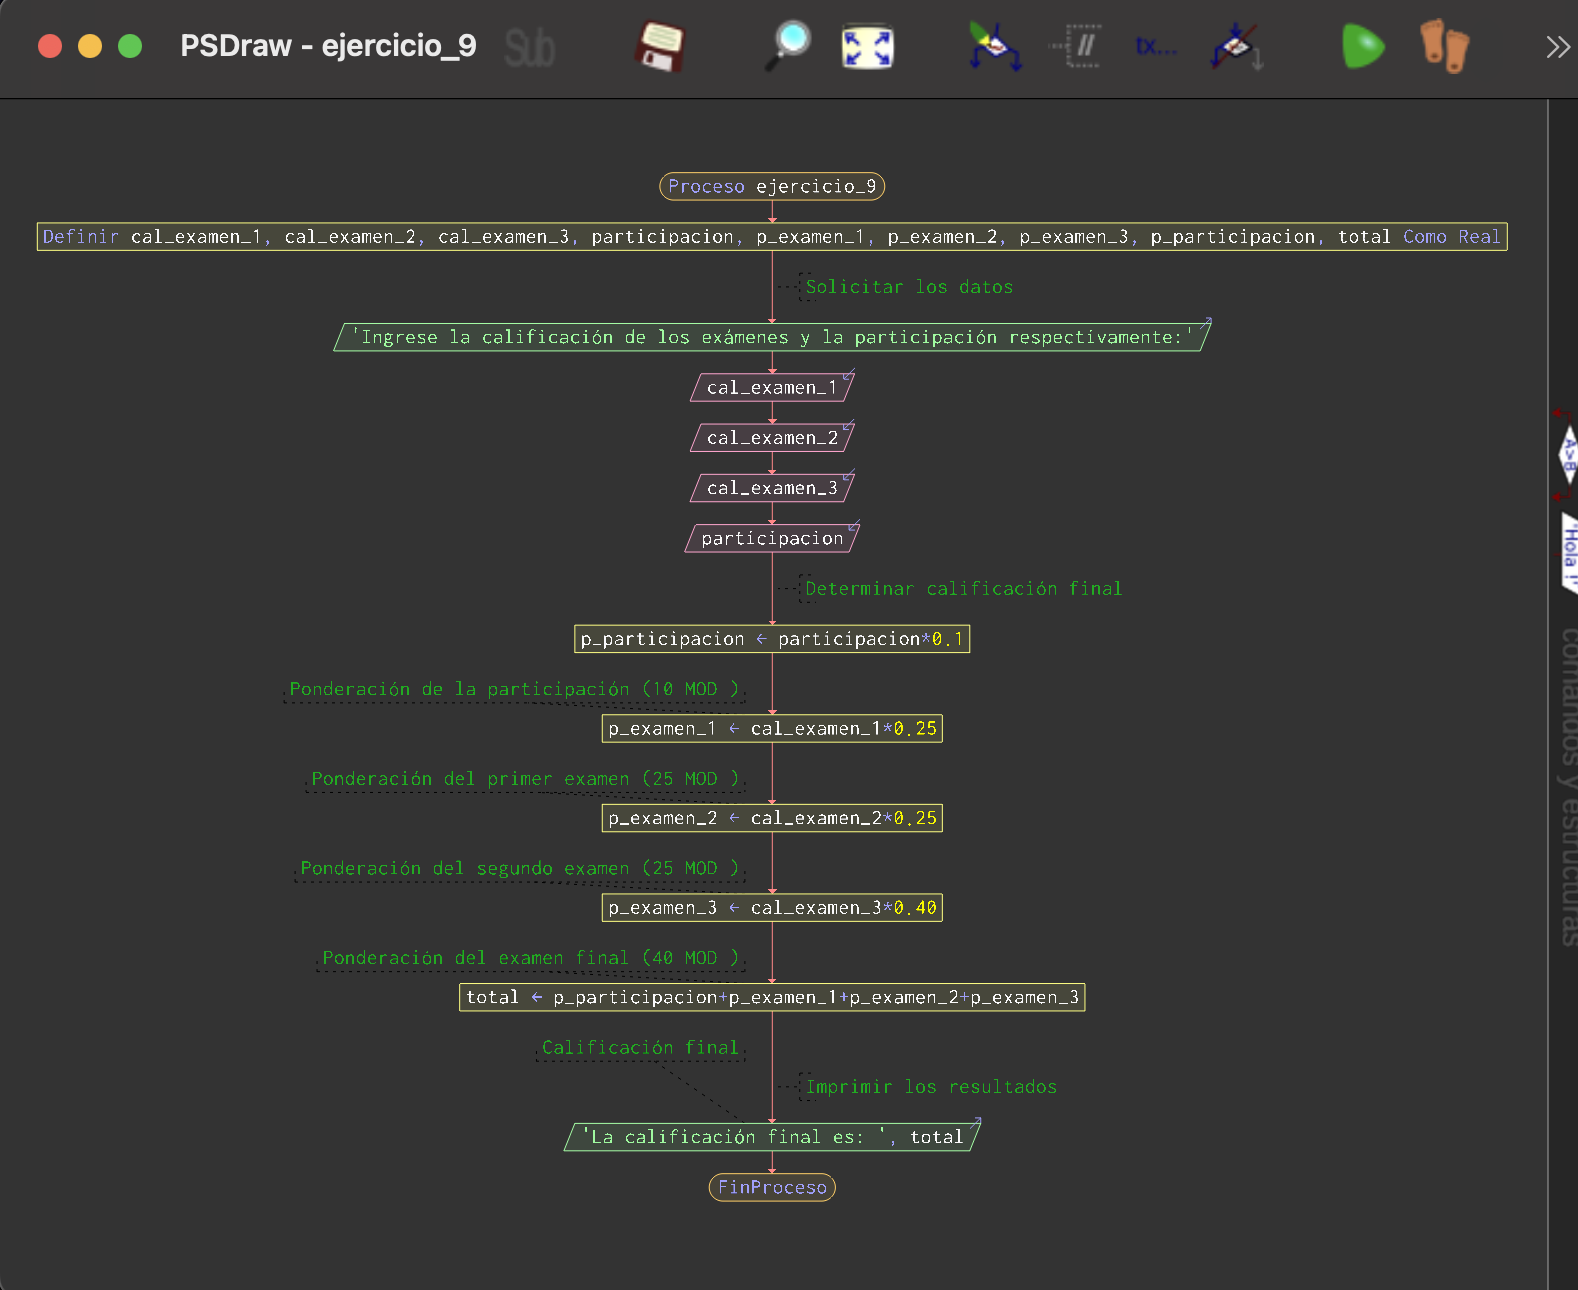 PSDraw - ejercicio_9
Sub
tx...
Proceso ejercicio_9
Definir cal_examen_1, cal_examen_2, cal_examen_3, participacion, p_examen_1, p_examen_2, p_examen_3, p_participacion, total Como Real
Solicitar los datos
'Ingrese la calificación de los exámenes y la participación respectivamente:'
cal_examen_1
cal_examen_2
cal_examen_3
participacion
Determinar calificación final
p_participacion ← participacion*0.1
Ponderación de la participación (10 MOD ).
p_examen_1 ← cal_examen_1*0.25
Ponderación del primer examen (25 MOD ).
p_examen_2 ← cal_examen_2*0.25
Ponderación del segundo examen (25 MOD ).
p_examen_3 ← cal_examen_3*0.40
Ponderación del examen final (40 MOD ).
total ← p_participacion+p_examen_1+p_examen_2+p_examen_3
Calificación final
Imprimir los resultados
'La calificación final es: ', total
FinProceso
A>B
'Hola !'
comandos y estructuras